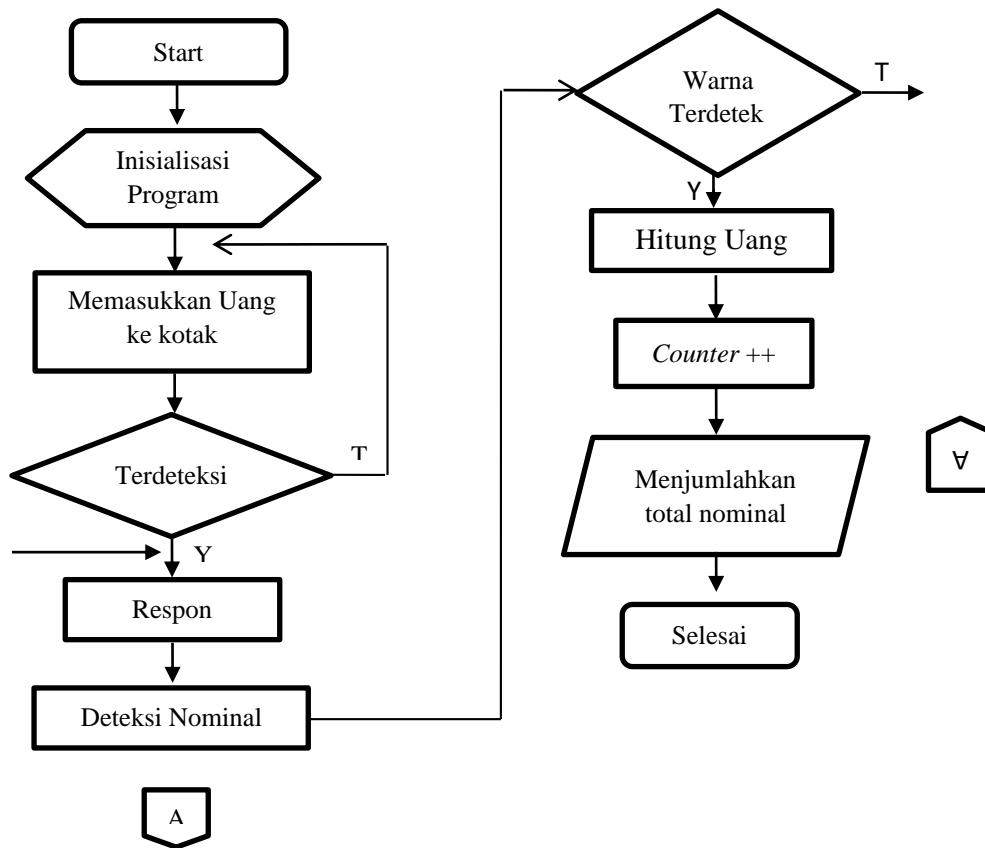 Start
Inisialisasi
Program
Memasukkan Uang
ke kotak
Terdeteksi
T
Y
Respon
Deteksi Nominal
A
Warna
Terdetek
T
Y
Hitung Uang
Counter ++
Menjumlahkan
total nominal
Selesai
A